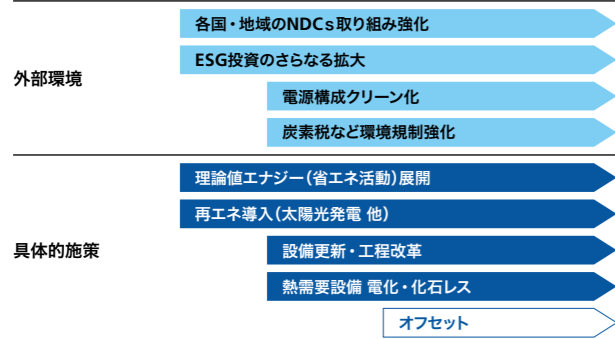 外部環境
各国・地域のNDCs取り組み強化
ESG投資のさらなる拡大
電源構成クリーン化
炭素税など環境規制強化
具体的施策
理論値エナジー(省エネ活動)展開
再エネ導入(太陽光発電 他)
設備更新・工程改革
熱需要設備 電化・化石レス
オフセット